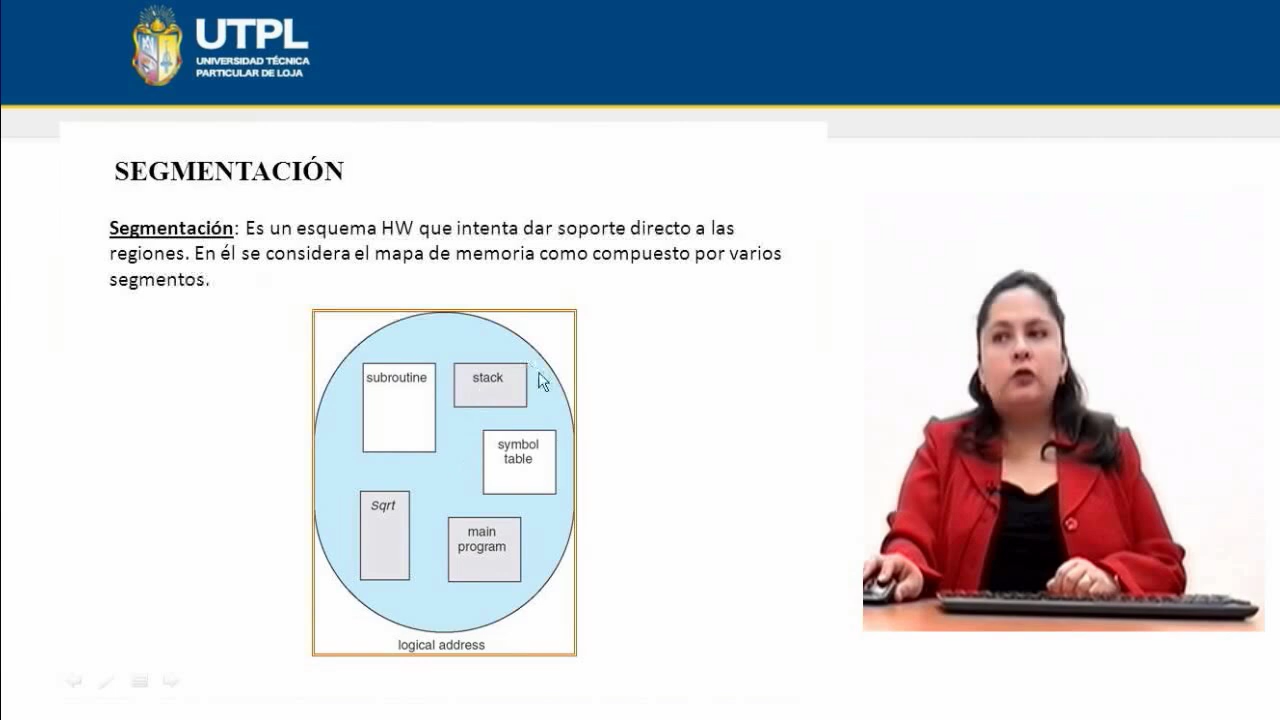 UTPL
UNIVERSIDAD TÉCNICA
PARTICULAR DE LOJA
SEGMENTACIÓN
Segmentación: Es un esquema HW que intenta dar soporte directo a las
regiones. En él se considera el mapa de memoria como compuesto por varios
segmentos.
subroutine
stack
symbol
table
Sqrt
main
program
logical address